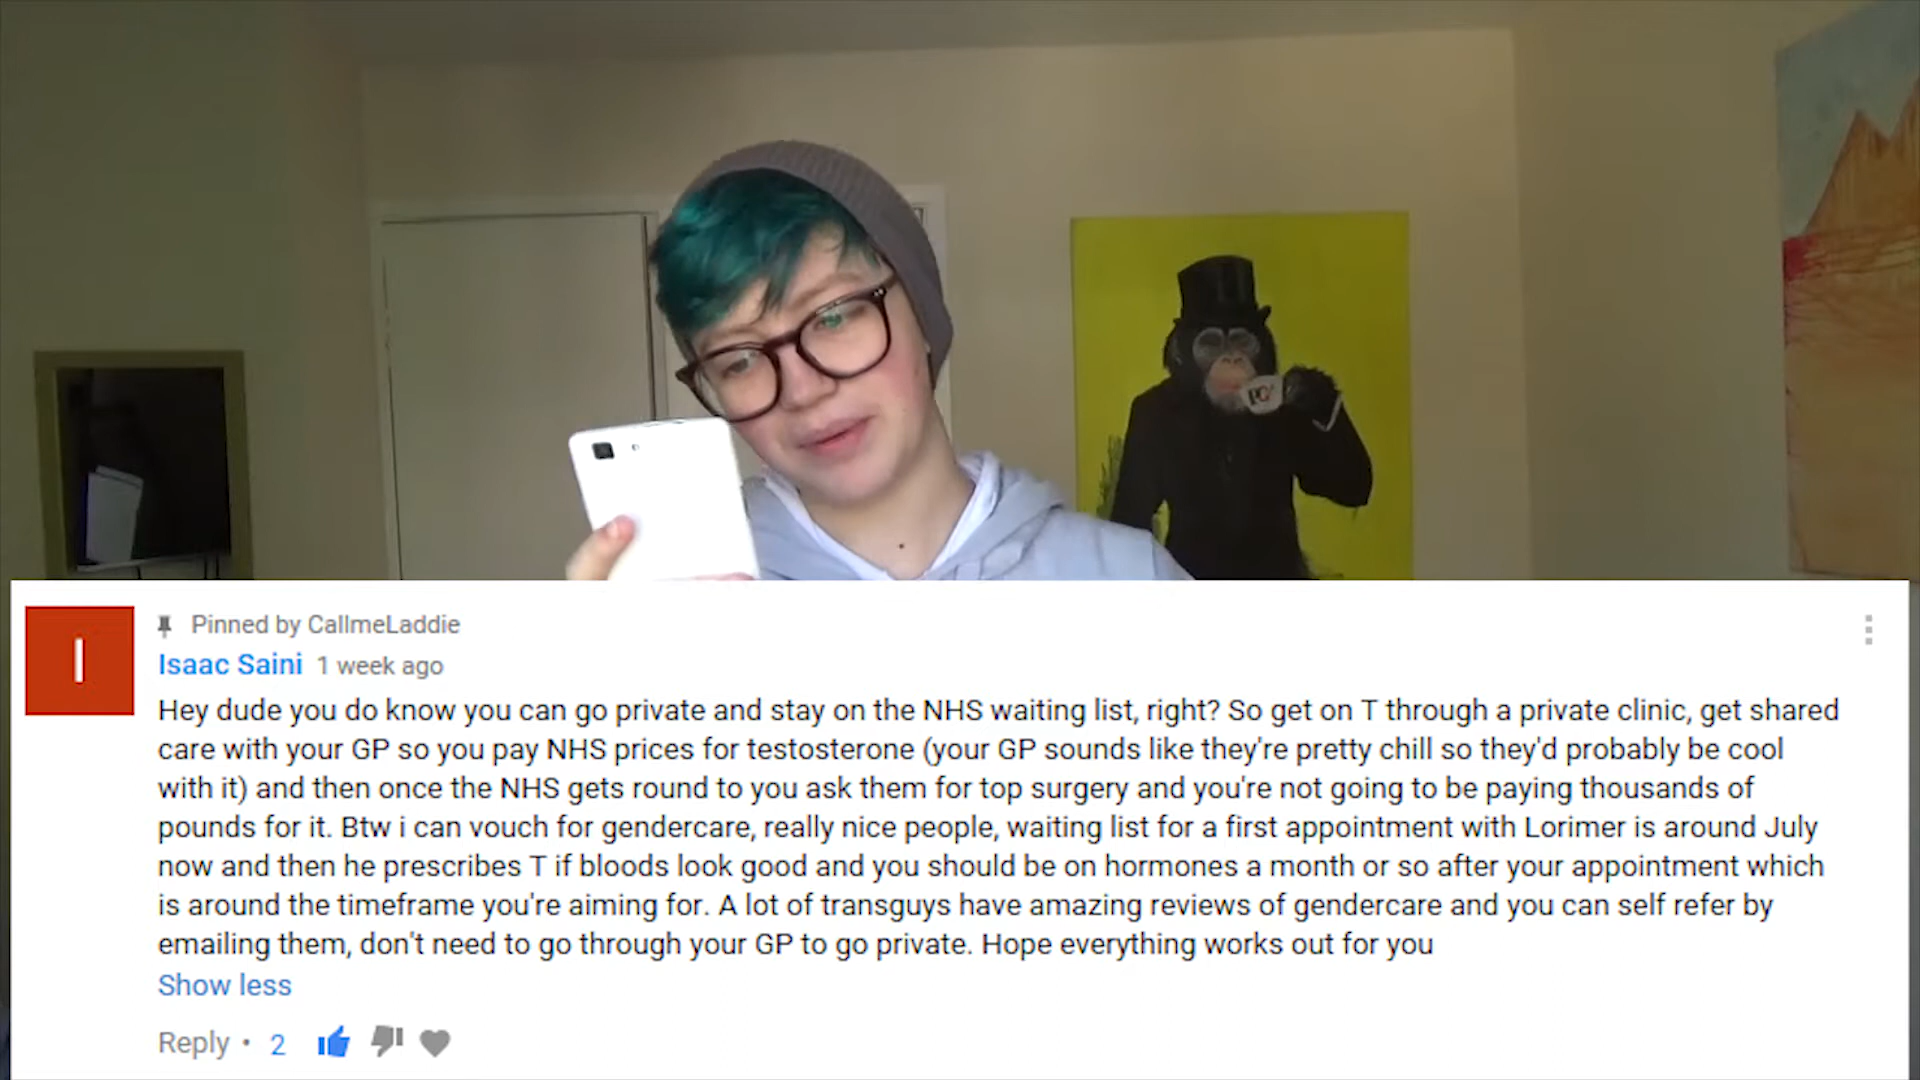 I
Pinned by CallmeLaddie
Isaac Saini 1 week ago
Hey dude you do know you can go private and stay on the NHS waiting list, right? So get on T through a private clinic, get shared
care with your GP so you pay NHS prices for testosterone (your GP sounds like they're pretty chill so they'd probably be cool
with it) and then once the NHS gets round to you ask them for top surgery and you're not going to be paying thousands of
pounds for it. Btw i can vouch for gendercare, really nice people, waiting list for a first appointment with Lorimer is around July
now and then he prescribes T if bloods look good and you should be on hormones a month or so after your appointment which
is around the timeframe you're aiming for. A lot of transguys have amazing reviews of gendercare and you can self refer by
emailing them, don't need to go through your GP to go private. Hope everything works out for you
Show less
Reply • 2